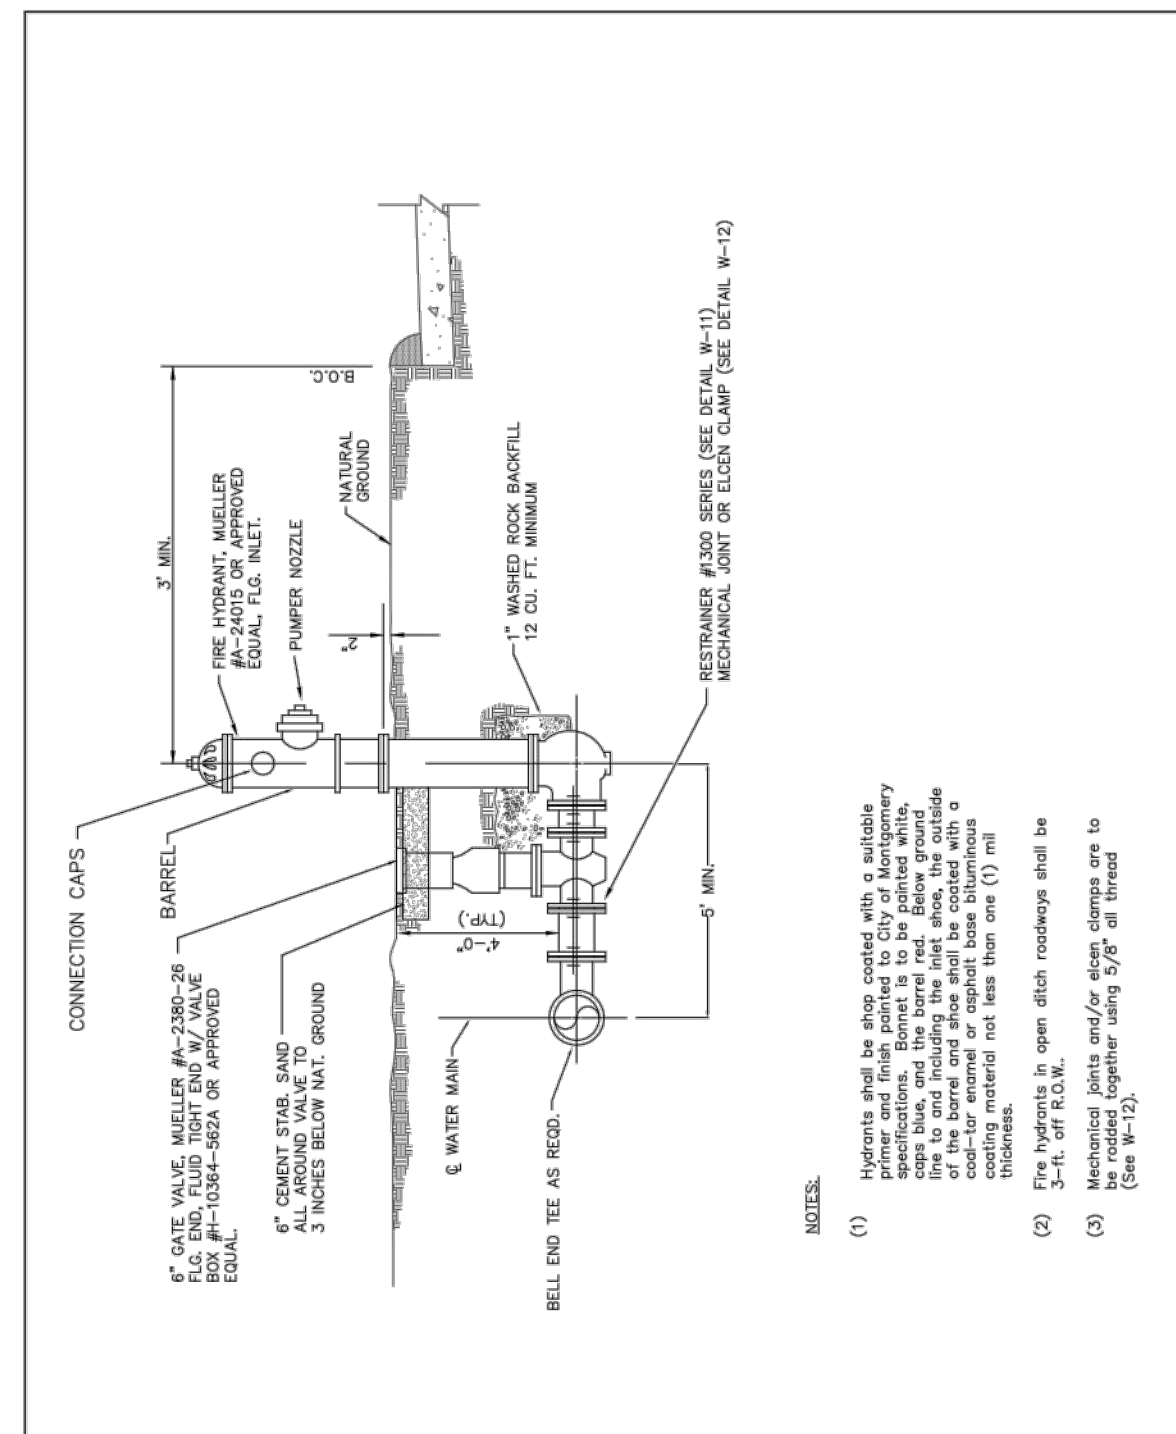 CONNECTION CAPS
BARREL
6" GATE VALVE, MUELLER #A-2380-26
FLG. END, FLUID TIGHT END W/ VALVE
BOX #H-10364-562A OR APPROVED
EQUAL.
6" CEMENT STAB. SAND
ALL AROUND VALVE TO
3 INCHES BELOW NAT. GROUND
℄ WATER MAIN
BELL END TEE AS REQD.
3' MIN.
FIRE HYDRANT, MUELLER
#A-24015 OR APPROVED
EQUAL, FLG. INLET.
PUMPER NOZZLE
B.O.C.
NATURAL
GROUND
2"
1" WASHED ROCK BACKFILL
12 CU. FT. MINIMUM
4'-0"
(TYP.)
5' MIN.
RESTRAINER #1300 SERIES (SEE DETAIL W-11)
MECHANICAL JOINT OR ELCEN CLAMP (SEE DETAIL W-12)
NOTES:
(1) Hydrants shall be shop coated with a suitable
primer and finish painted to City of Montgomery
specifications. Bonnet is to be painted white,
caps blue, and the barrel red. Below ground
line to and including the inlet shoe, the outside
of the barrel and shoe shall be coated with a
coal-tar enamel or asphalt base bituminous
coating material not less than one (1) mil
thickness.
(2) Fire hydrants in open ditch roadways shall be
3-ft. off R.O.W..
(3) Mechanical joints and/or elcen clamps are to
be rodded together using 5/8" all thread
(See W-12).